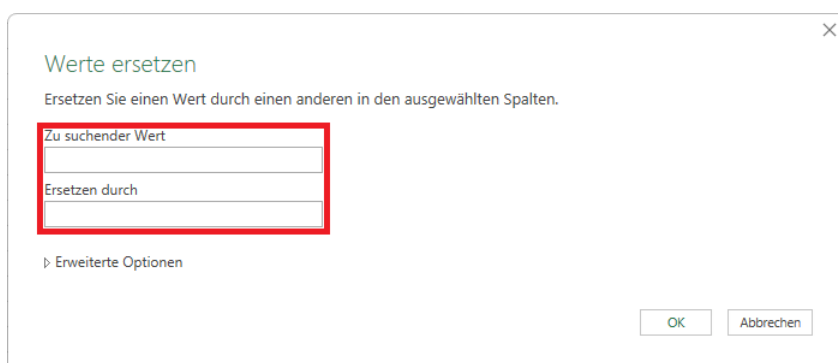 Werte ersetzen
Ersetzen Sie einen Wert durch einen anderen in den ausgewählten Spalten.
Zu suchender Wert
Ersetzen durch
Erweiterte Optionen
OK
Abbrechen